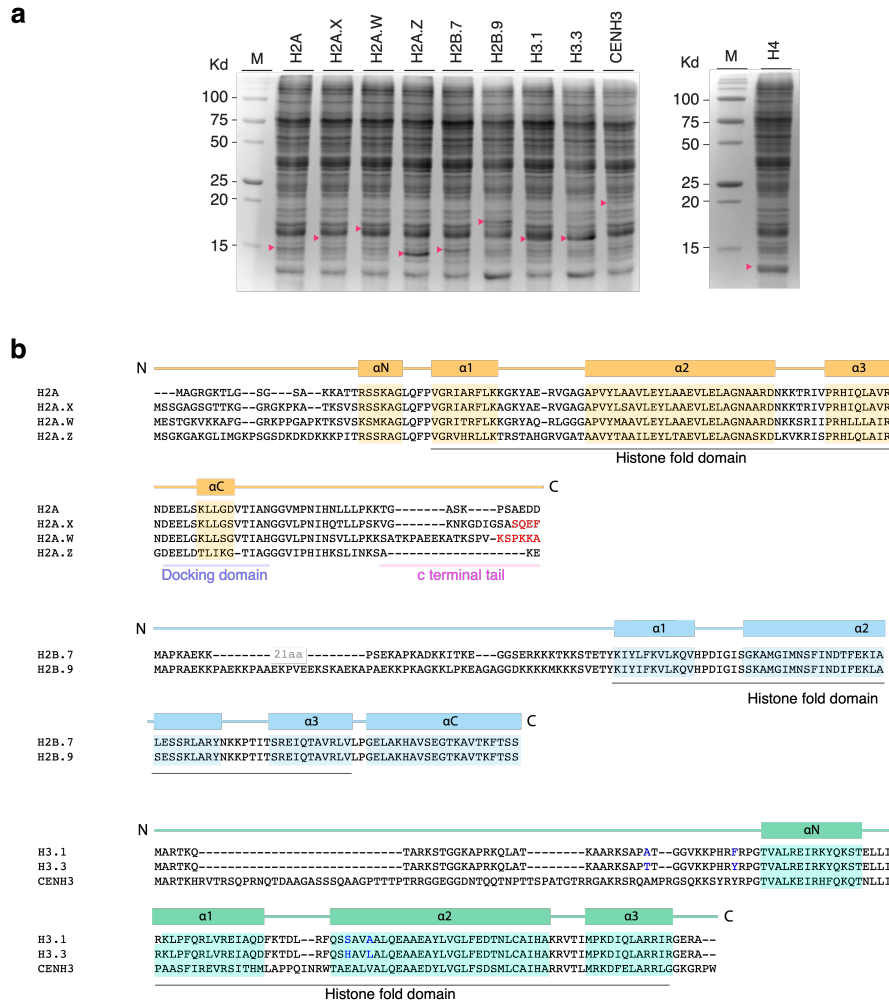 a
Kd
M
H2A
H2A.X
H2A.W
H2A.Z
H2B.7
H2B.9
H3.1
H3.3
CENH3
100
75
50
25
20
15
Kd
M
H4
100
75
50
25
20
15
b
N αN α1 α2 α3
H2A ---MAGRGKTLG--SG---SA--KKATTRSSKAGLQFPVGRIARFLKKGKYAE-RVGAGAPVYLAAVLEYLAAEVLELAGNAARDNKKTRIVPRHIQLAVR
H2A.X MSSGAGSGTTKG--GRGKPKA--TKSVSRSSKAGLQFPVGRIARFLKAGKYAE-RVGAGAPVYLSAVLEYLAAEVLELAGNAARDNKKTRIVPRHIQLAVR
H2A.W MESTGKVKKAFG--GRKPPGAPKTKSVSKSMKAGLQFPVGRITRFLKKGRYAQ-RLGGGAPVYMAAVLEYLAAEVLELAGNAARDNKKSRIIPRHLLLAIR
H2A.Z MSGKGAKGLIMGKPSGSDKDKDKKKPITRSSRAGLQFPVGRVHRLLKTRSTAHGRVGATAAVYTAAILEYLTAEVLELAGNASKDLKVKRISPRHLQLAIR
Histone fold domain
αC C
H2A NDEELSKLLGDVTIANGGVMPNIHNLLLPKKTG-------ASK----PSAEDD
H2A.X NDEELSKLLGSVTIANGGVLPNIHQTLLPSKVG-------KNKGDIGSASQEF
H2A.W NDEELSKLLGSVTIANGGVLPNINSVLLPKKSATKPAEEKATKSPV-KSPKKA
H2A.Z GDEELDTLIKG-TIAGGGVIPHIHKSLINKSA-------------------KE
Docking domain c terminal tail
N α1 α2
H2B.7 MAPKAEKK--------21aa--------PSEKAPKADKKITKE---GGSERKKKTKKSTETYKIYLFKVLKQVHPDIGISGKAMGIMNSFINDTFEKIA
H2B.9 MAPRAEKKPAEKKPAAEKPVEEKSKAEKAPAEKKPKAGKKLPKEAGAGGDKKKKMKKKSVETYKIYIFKVLKQVHPDIGISSKAMGIMNSFINDIFEKLA
Histone fold domain
α3 αC C
H2B.7 LESSRLARYNKKPTITSREIQTAVRLVLPGELAKHAVSEGTKAVTKFTSS
H2B.9 SESSKLARYNKKPTITSREIQTAVRLVLPGELAKHAVSEGTKAVTKFTSS
N αN
H3.1 MARTKQ----------------------------TARKSTGGKAPRKQLAT--------KAARKSAPAT-GGVKKPHRFRPGTVALREIRKYQKSTELLI
H3.3 MARTKQ----------------------------TARKSTGGKAPRKQLAT--------KAARKSAPTT-GGVKKPHRYRPGTVALREIRKYQKSTELLI
CENH3 MARTKHRVTRSQPRNQTDAAGASSSQAAGPTTTPTRRGGEGGDNTQQTNPTTSPATGTRRGAKRSRQAMPRGSQKKSYRYRPGTVALKEIRHFQKQTNLLI
α1 α2 α3 C
H3.1 RKLPFQRLVREIAQDFKTDL--RFQSSAVAALQEAAEAYLVGLFEDTNLCAIHAKRVTIMPKDIQLARRIRGERA--
H3.3 RKLPFQRLVREIAQDFKTDL--RFQSHAVLALQEAAEAYLVGLFEDTNLCAIHAKRVTIMPKDIQLARRIRGERA--
CENH3 PAASFIREVRSITHMLAPPQINRWTAEALVALQEAAEDYLVGLFSDSMLCAIHARRVTLMRKDFELARRLGGKGRPW
Histone fold domain